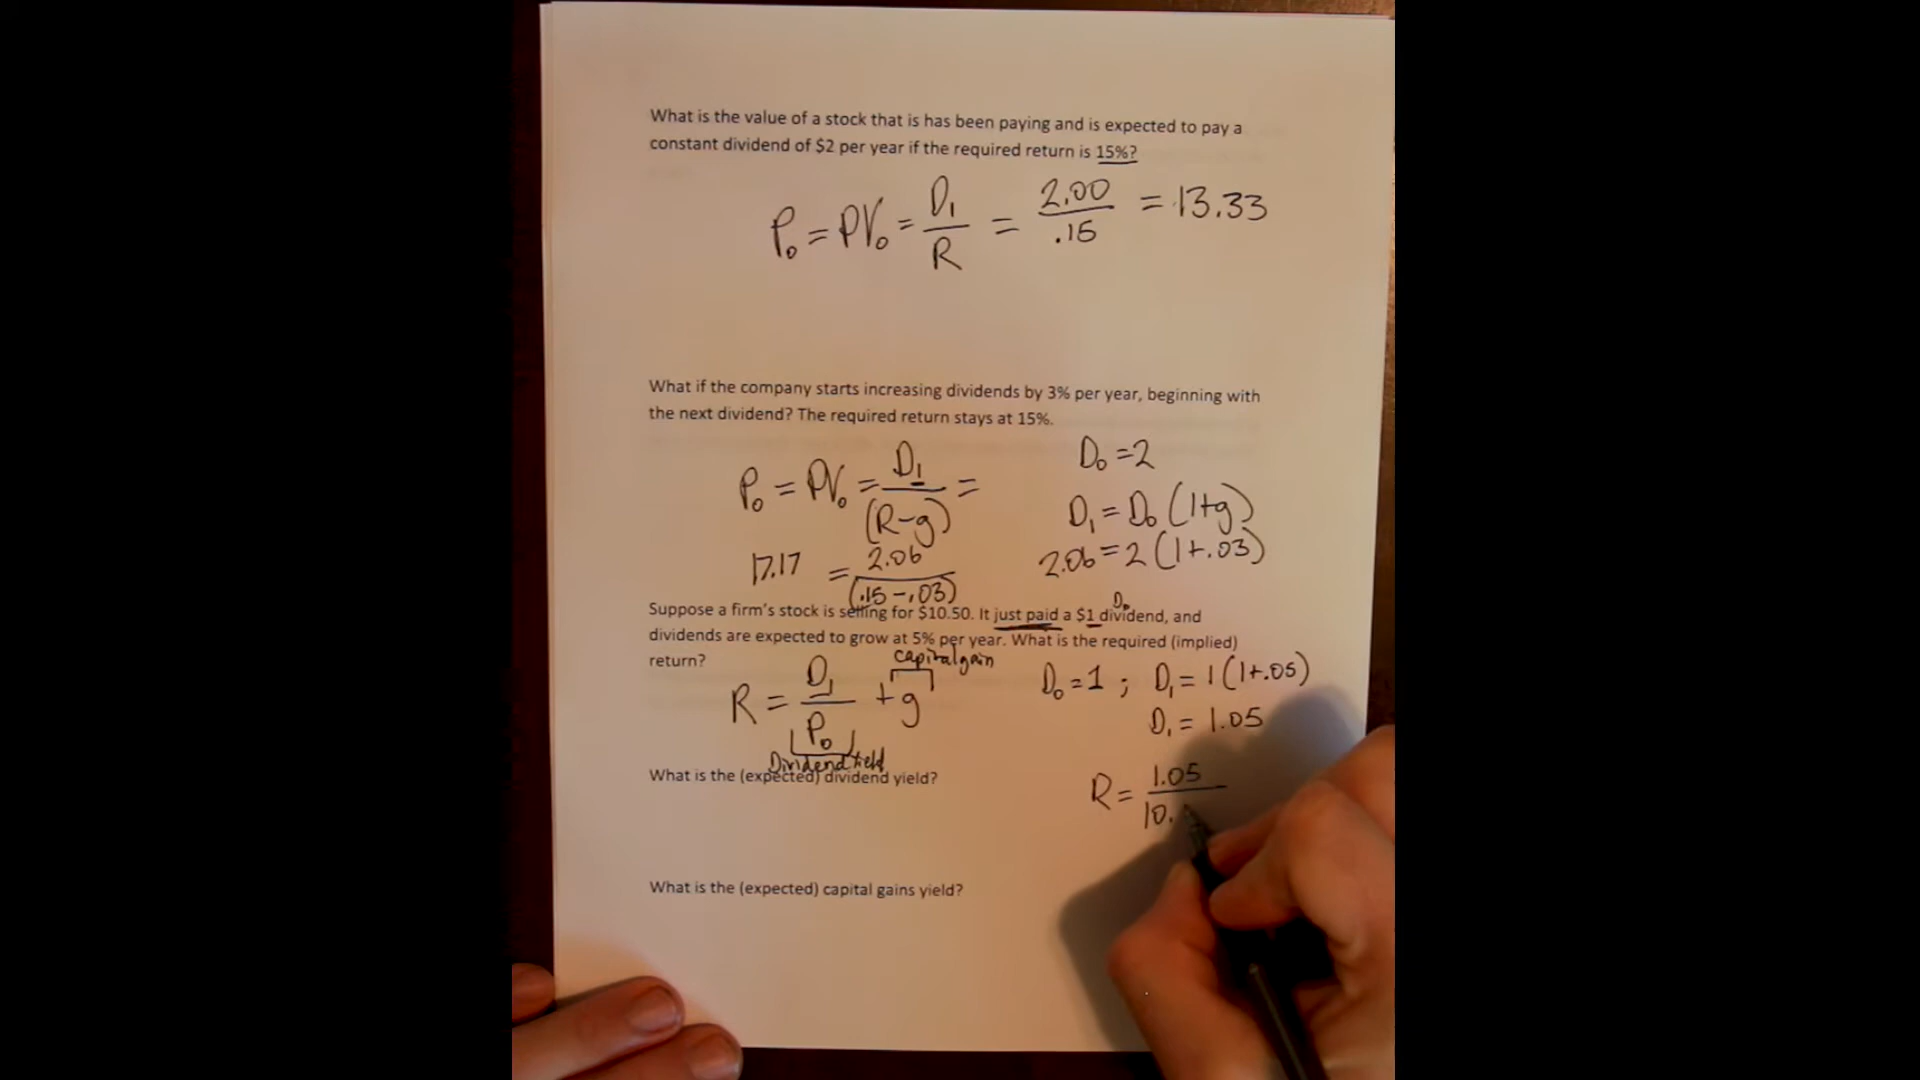 What is the value of a stock that is has been paying and is expected to pay a
constant dividend of $2 per year if the required return is 15%?
P₀ = PV₀ = D₁ / R = 2.00 / .15 = 13.33
What if the company starts increasing dividends by 3% per year, beginning with
the next dividend? The required return stays at 15%.
D₀ = 2
P₀ = PV₀ = D₁ / (R-g) =
D₁ = D₀ (1+g)
17.17 = 2.06 / (.15 - .03)
2.06 = 2 (1+.03)
D₀
Suppose a firm's stock is selling for $10.50. It just paid a $1 dividend, and
dividends are expected to grow at 5% per year. What is the required (implied)
return?
capital gain
R = D₁ / P₀ + g
D₀ = 1 ; D₁ = 1 (1+.05)
D₁ = 1.05
Dividend Yield
What is the (expected) dividend yield?
R = 1.05 / 10.
What is the (expected) capital gains yield?